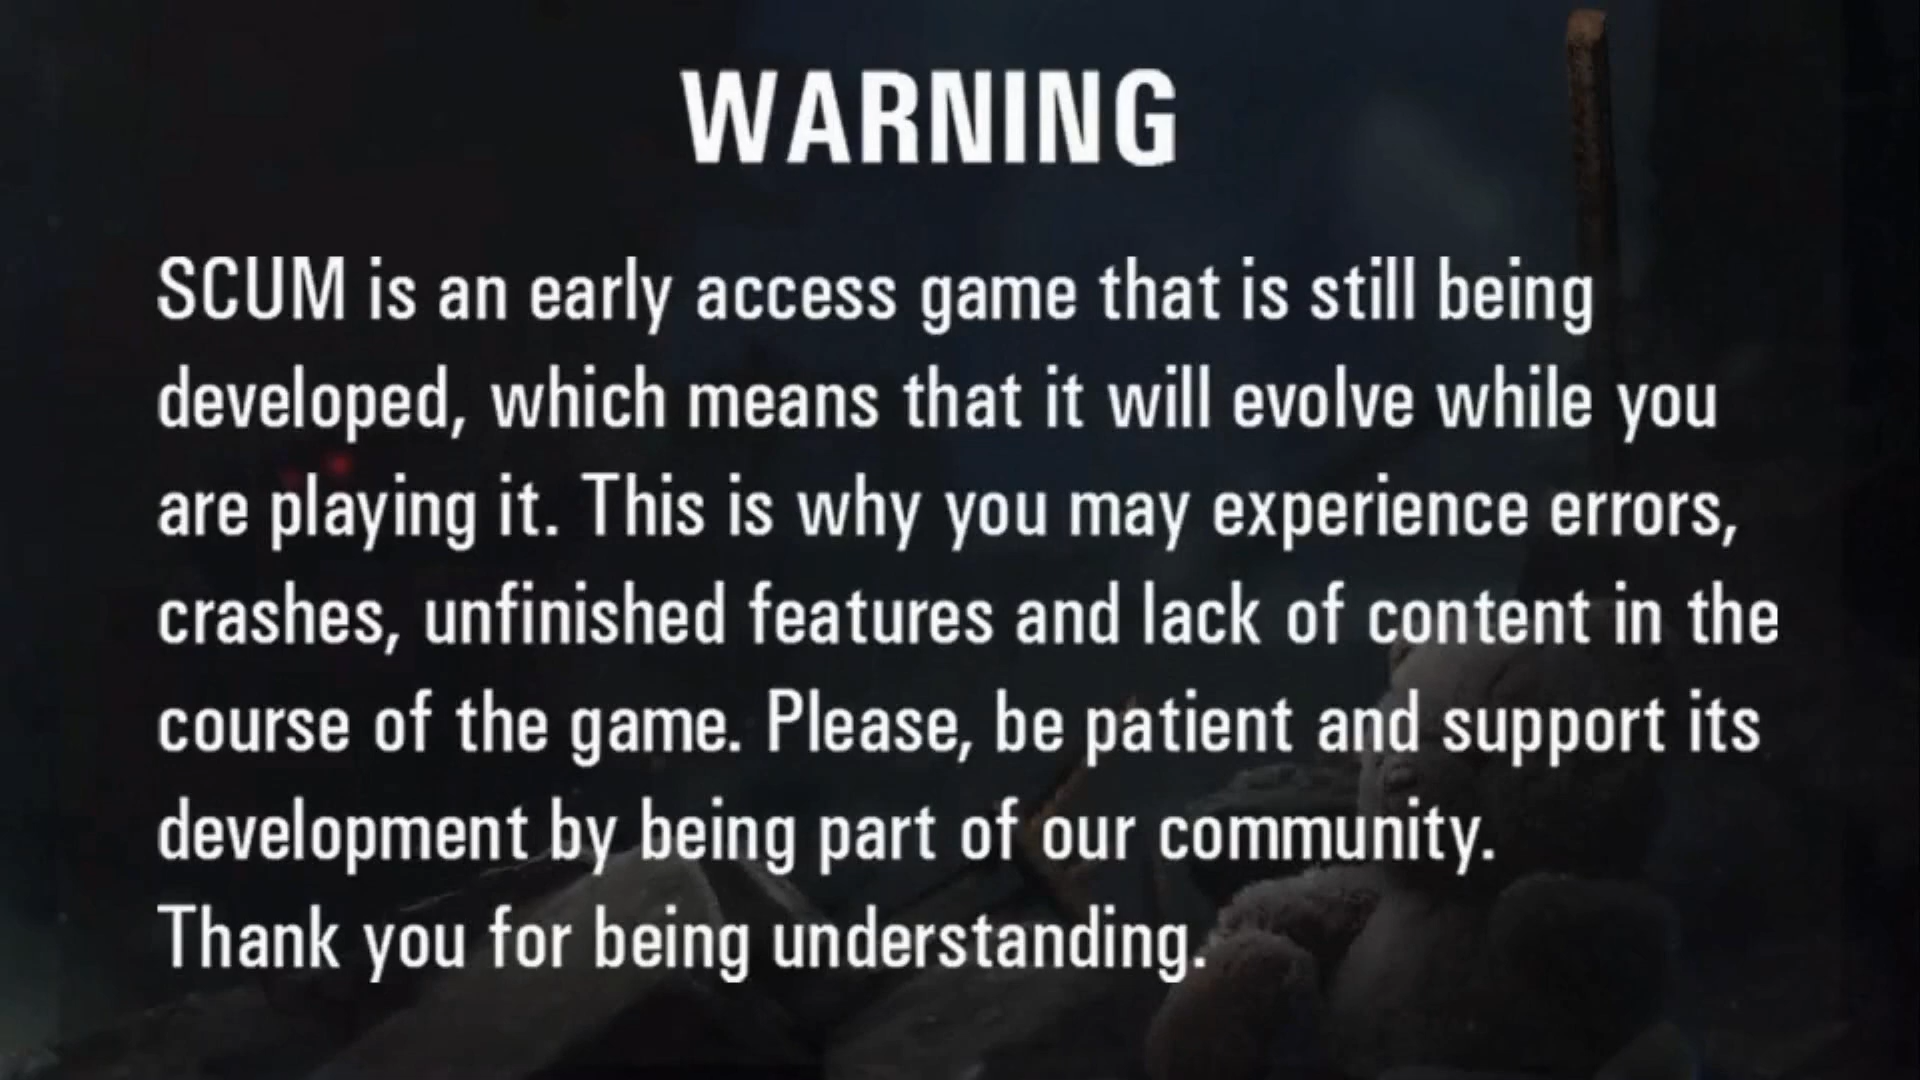 WARNING
SCUM is an early access game that is still being
developed, which means that it will evolve while you
are playing it. This is why you may experience errors,
crashes, unfinished features and lack of content in the
course of the game. Please, be patient and support its
development by being part of our community.
Thank you for being understanding.